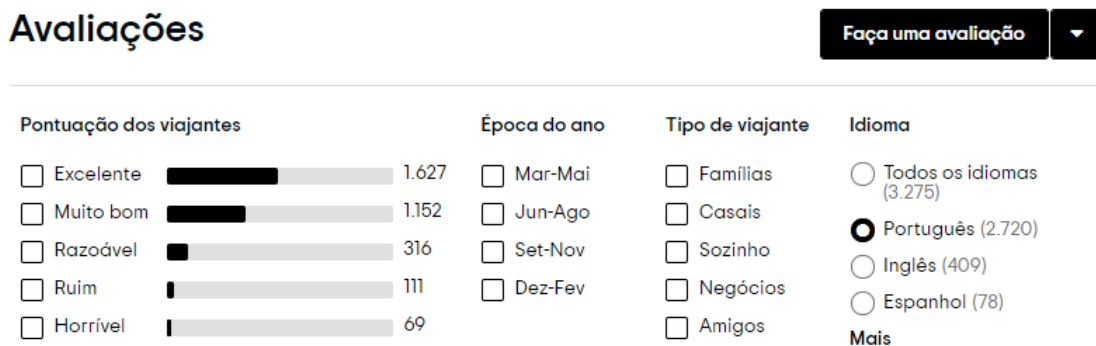 Avaliações
Faça uma avaliação
Pontuação dos viajantes
Excelente 1.627
Muito bom 1.152
Razoável 316
Ruim 111
Horrível 69
Época do ano
Mar-Mai
Jun-Ago
Set-Nov
Dez-Fev
Tipo de viajante
Famílias
Casais
Sozinho
Negócios
Amigos
Idioma
Todos os idiomas
(3.275)
Português (2.720)
Inglês (409)
Espanhol (78)
Mais